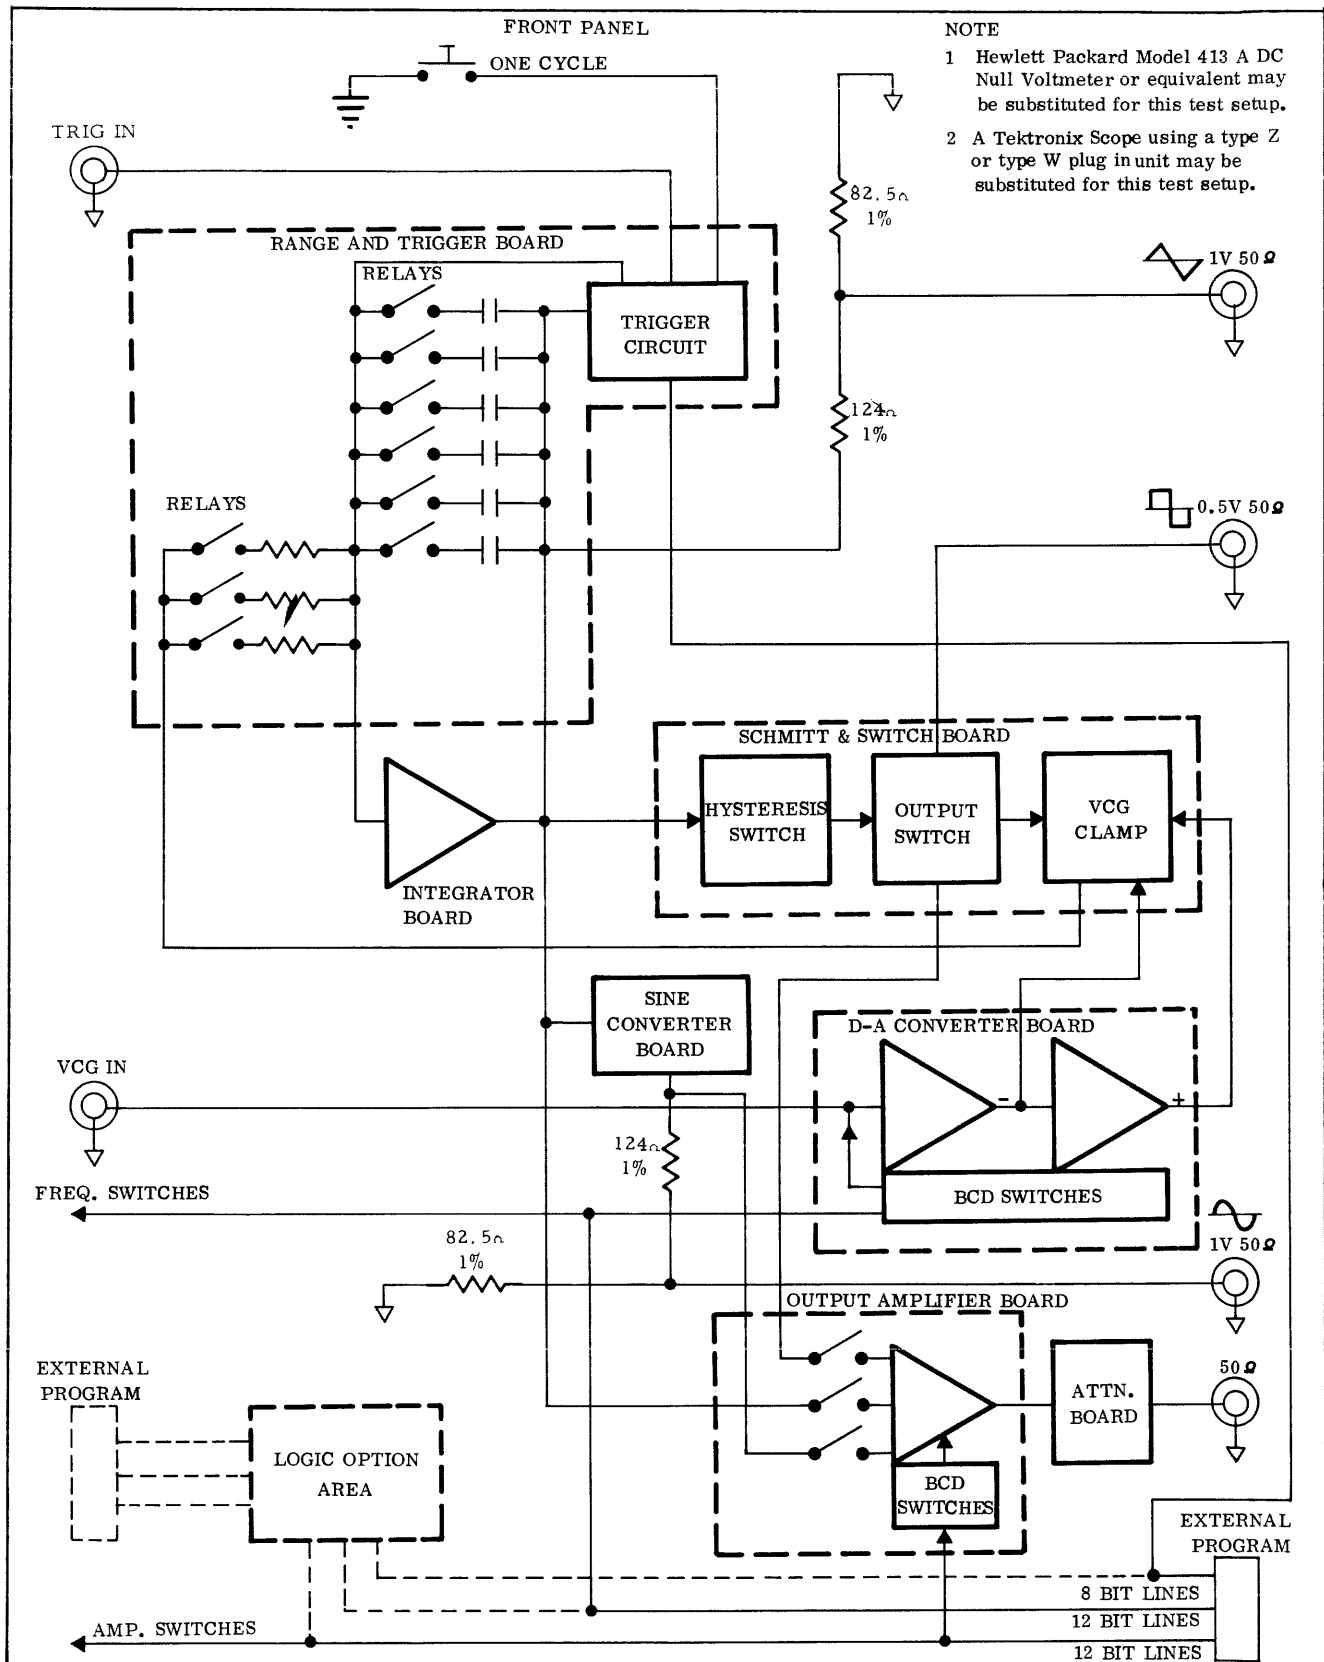 FRONT PANEL
ONE CYCLE
NOTE
1 Hewlett Packard Model 413 A DC
Null Voltmeter or equivalent may
be substituted for this test setup.
2 A Tektronix Scope using a type Z
or type W plug in unit may be
substituted for this test setup.
TRIG IN
82.5Ω
1%
RANGE AND TRIGGER BOARD
RELAYS
TRIGGER
CIRCUIT
1V 50Ω
124Ω
1%
RELAYS
0.5V 50Ω
SCHMITT & SWITCH BOARD
HYSTERESIS
SWITCH
OUTPUT
SWITCH
VCG
CLAMP
INTEGRATOR
BOARD
SINE
CONVERTER
BOARD
D-A CONVERTER BOARD
VCG IN
- +
124Ω
1%
BCD SWITCHES
FREQ. SWITCHES
82.5Ω
1%
1V 50Ω
OUTPUT AMPLIFIER BOARD
EXTERNAL
PROGRAM
LOGIC OPTION
AREA
ATTN.
BOARD
50Ω
BCD
SWITCHES
EXTERNAL
PROGRAM
8 BIT LINES
12 BIT LINES
AMP. SWITCHES
12 BIT LINES